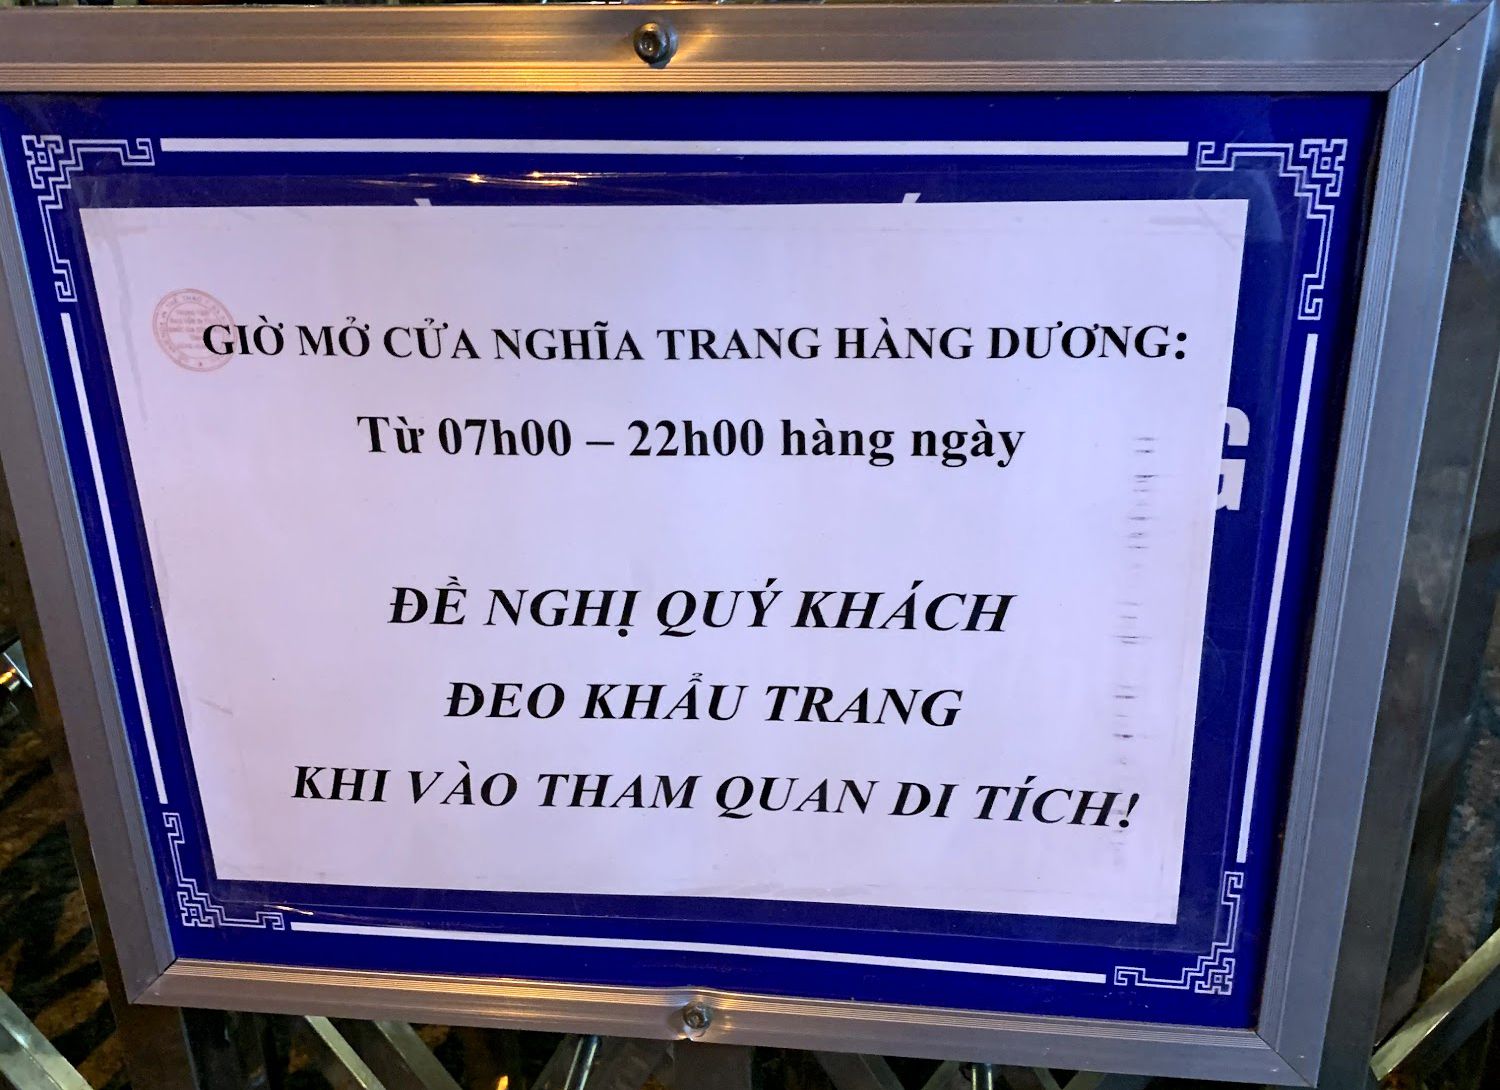 GIỜ MỞ CỬA NGHĨA TRANG HÀNG DƯƠNG:
Từ 07h00 – 22h00 hàng ngày
ĐỀ NGHỊ QUÝ KHÁCH
ĐEO KHẨU TRANG
KHI VÀO THAM QUAN DI TÍCH!